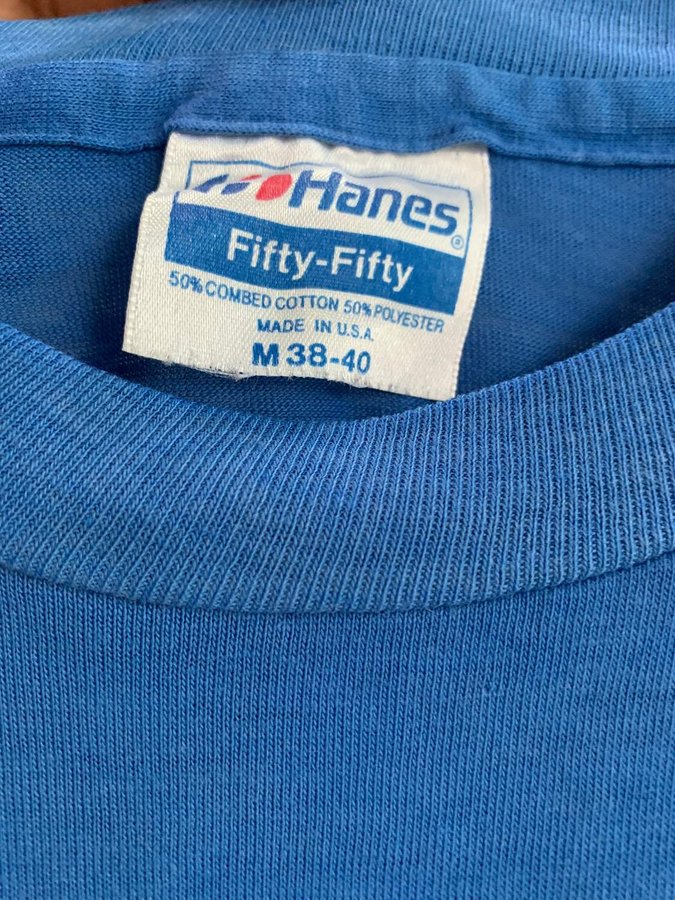 Hanes®
Fifty-Fifty
50% COMBED COTTON 50% POLYESTER
MADE IN U.S.A.
M 38-40